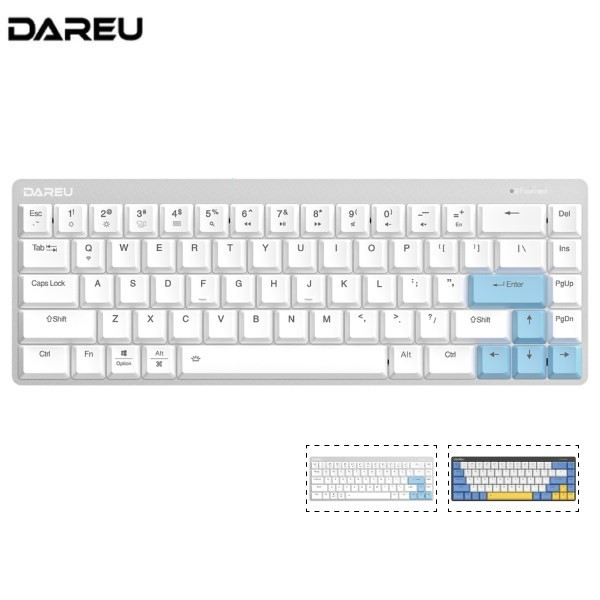 DAREU
DAREU
Esc 1! 2@ 3# 4$ 5% 6^ 7& 8* 9( 0) -— =+ ← Del
~` En
Tab Q W E R T Y U I O P '[ '] |\ Ins
Caps Lock A S D F G H J K L ↵ Enter PgUp
⇧Shift Z X C V B N M <, >. ?/ ⇧Shift ↑ PgDn
Ctrl Fn Option Alt ⌘ Alt Ctrl ← ↓ →